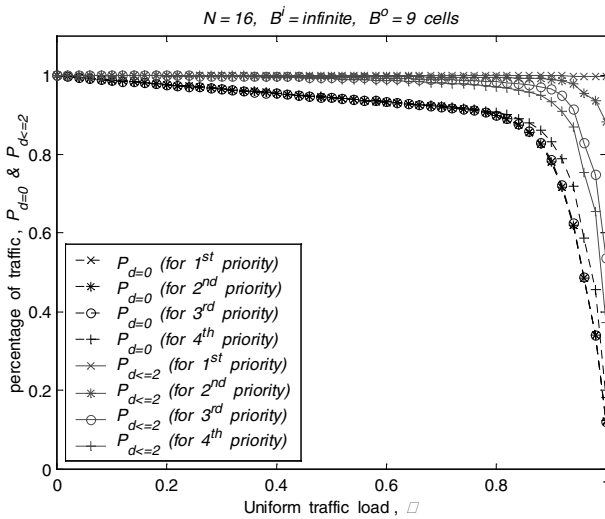 N = 16, Bⁱ = infinite, Bᵒ = 9 cells
percentage of traffic, P_{d=0} & P_{d<=2}
1
0.8
0.6
0.4
0.2
0
P_{d=0} (for 1st priority)
P_{d=0} (for 2nd priority)
P_{d=0} (for 3rd priority)
P_{d=0} (for 4th priority)
P_{d<=2} (for 1st priority)
P_{d<=2} (for 2nd priority)
P_{d<=2} (for 3rd priority)
P_{d<=2} (for 4th priority)
0 0.2 0.4 0.6 0.8
Uniform traffic load, □